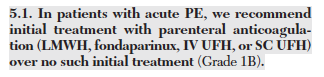 5.1. In patients with acute PE, we recommend
initial treatment with parenteral anticoagula-
tion (LMWH, fondaparinux, IV UFH, or SC UFH)
over no such initial treatment (Grade 1B).